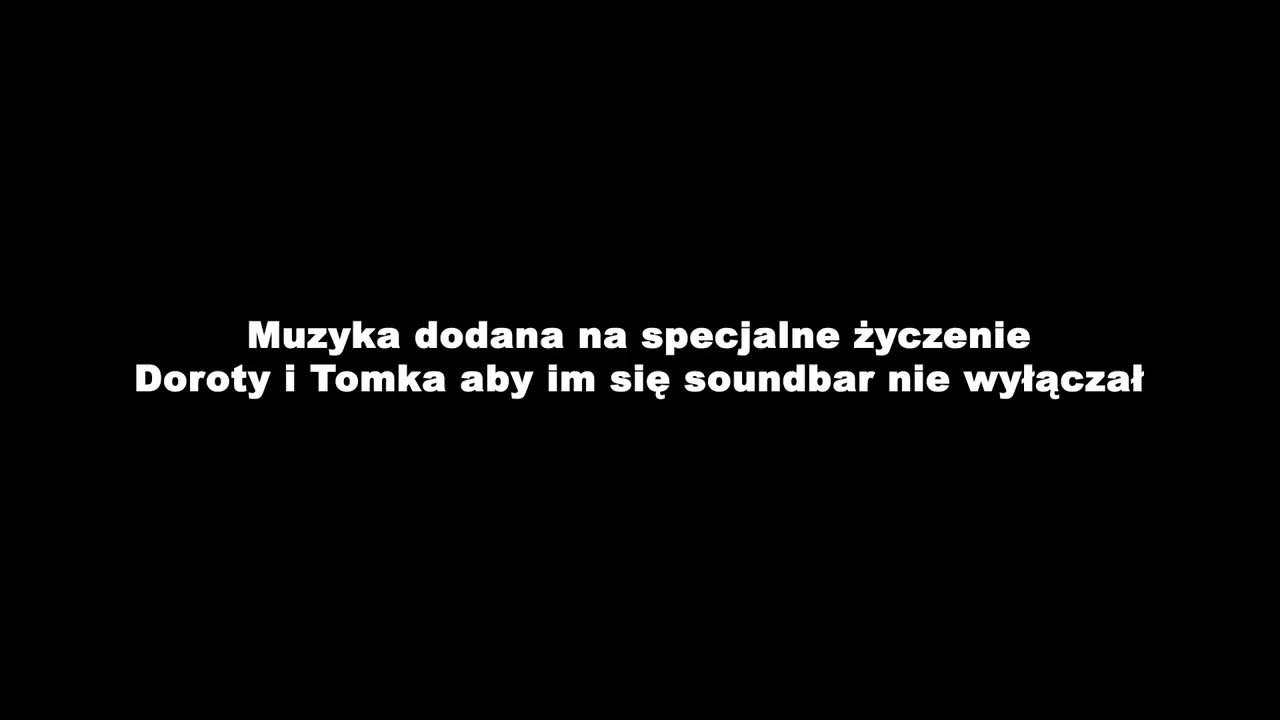 Muzyka dodana na specjalne życzenie
Doroty i Tomka aby im się soundbar nie wyłączał